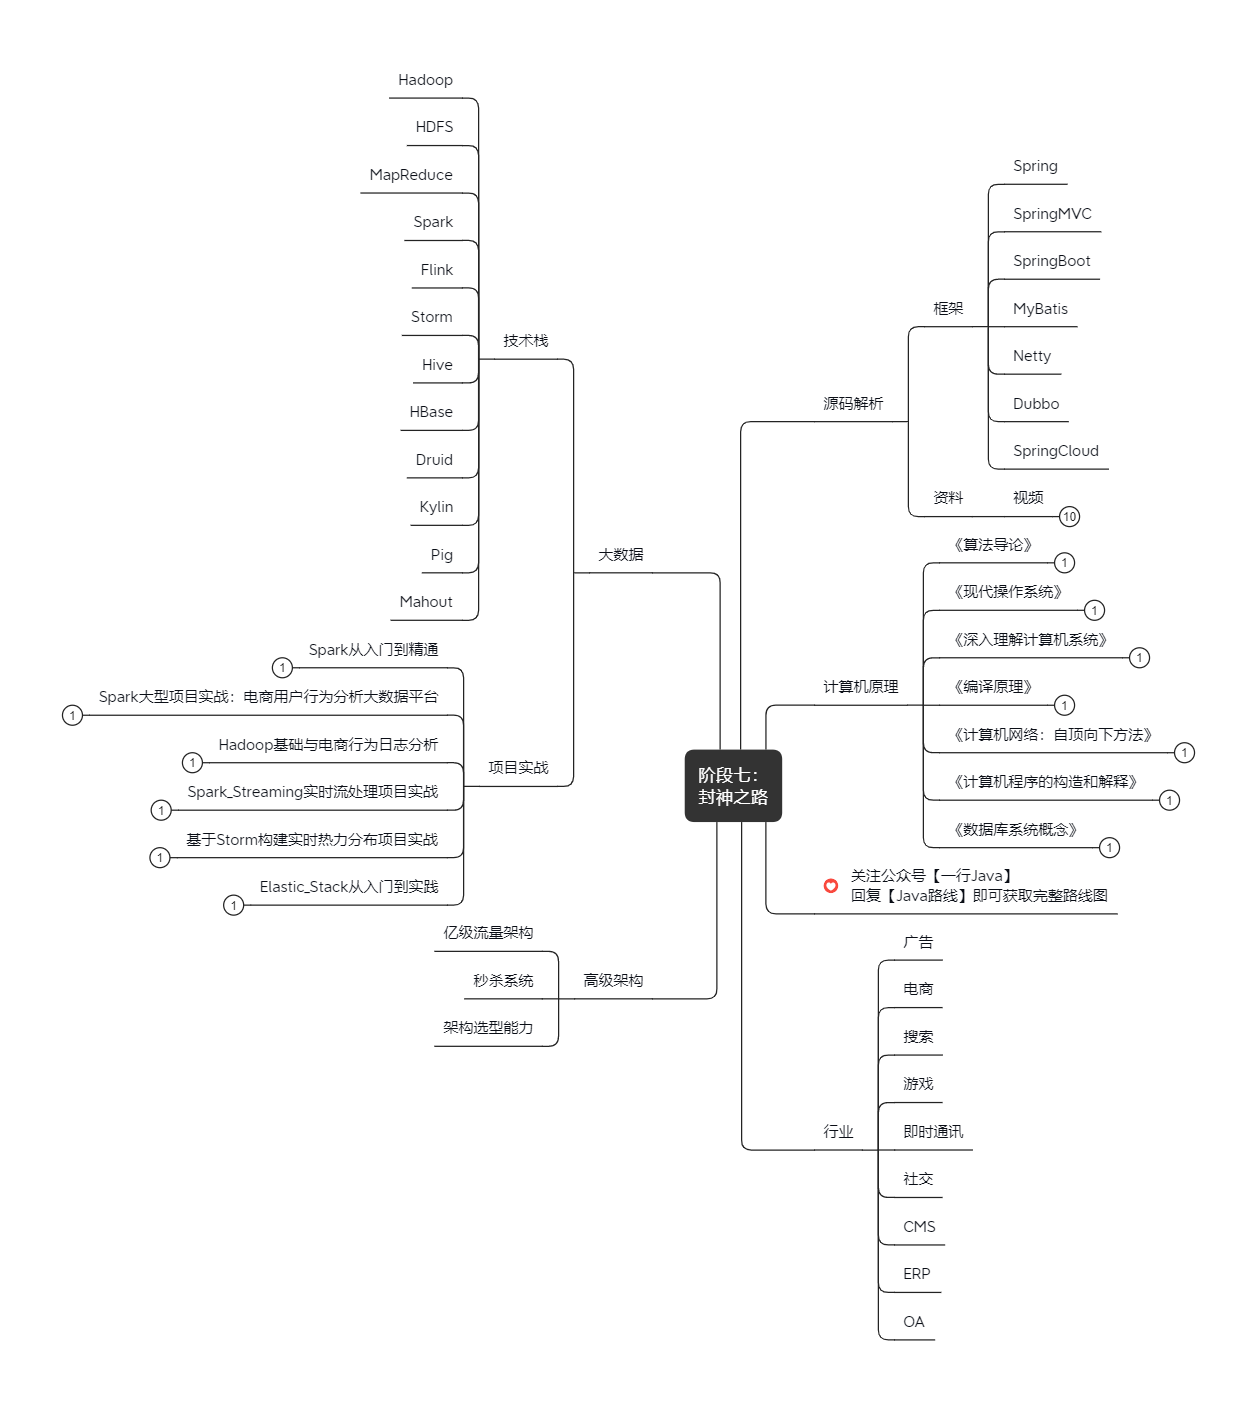 阶段七：
封神之路
源码解析
框架
Spring
SpringMVC
SpringBoot
MyBatis
Netty
Dubbo
SpringCloud
资料
视频
10
计算机原理
《算法导论》
1
《现代操作系统》
1
《深入理解计算机系统》
1
《编译原理》
1
《计算机网络：自顶向下方法》
1
《计算机程序的构造和解释》
1
《数据库系统概念》
1
关注公众号【一行Java】
回复【Java路线】即可获取完整路线图
行业
广告
电商
搜索
游戏
即时通讯
社交
CMS
ERP
OA
大数据
技术栈
Hadoop
HDFS
MapReduce
Spark
Flink
Storm
Hive
HBase
Druid
Kylin
Pig
Mahout
项目实战
Spark从入门到精通
1
Spark大型项目实战：电商用户行为分析大数据平台
1
Hadoop基础与电商行为日志分析
1
Spark_Streaming实时流处理项目实战
1
基于Storm构建实时热力分布项目实战
1
Elastic_Stack从入门到实践
1
高级架构
亿级流量架构
秒杀系统
架构选型能力